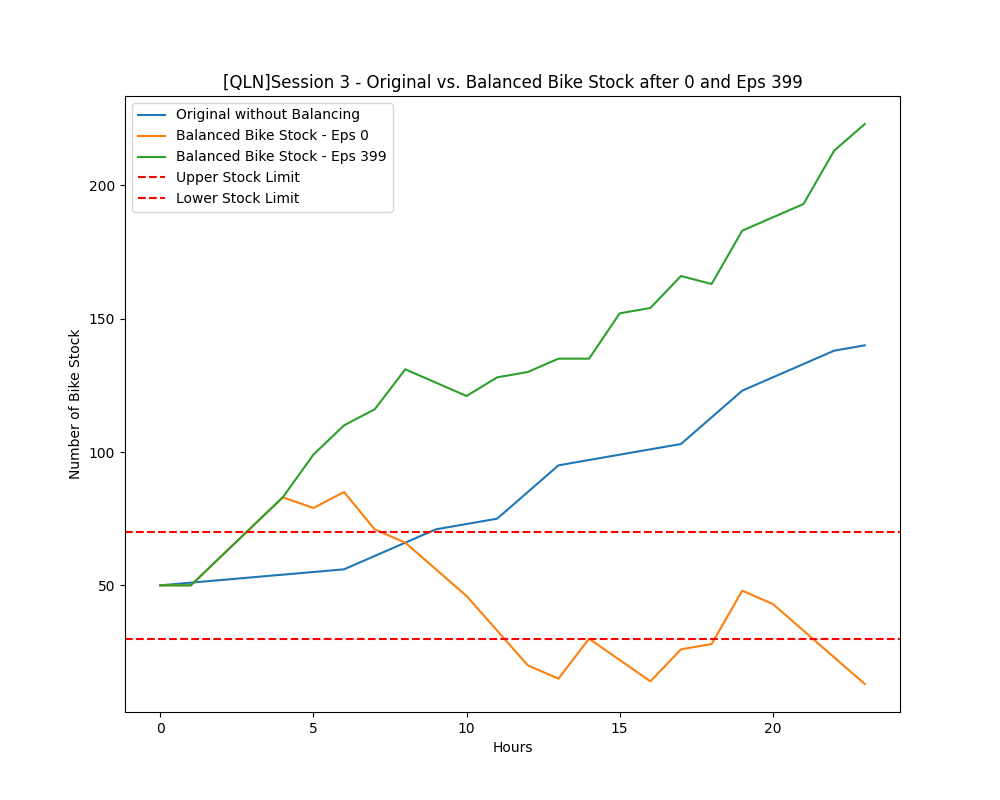 [QLN]Session 3 - Original vs. Balanced Bike Stock after 0 and Eps 399
Original without Balancing
Balanced Bike Stock - Eps 0
Balanced Bike Stock - Eps 399
Upper Stock Limit
Lower Stock Limit
Number of Bike Stock
200
150
100
50
0 5 10 15 20
Hours